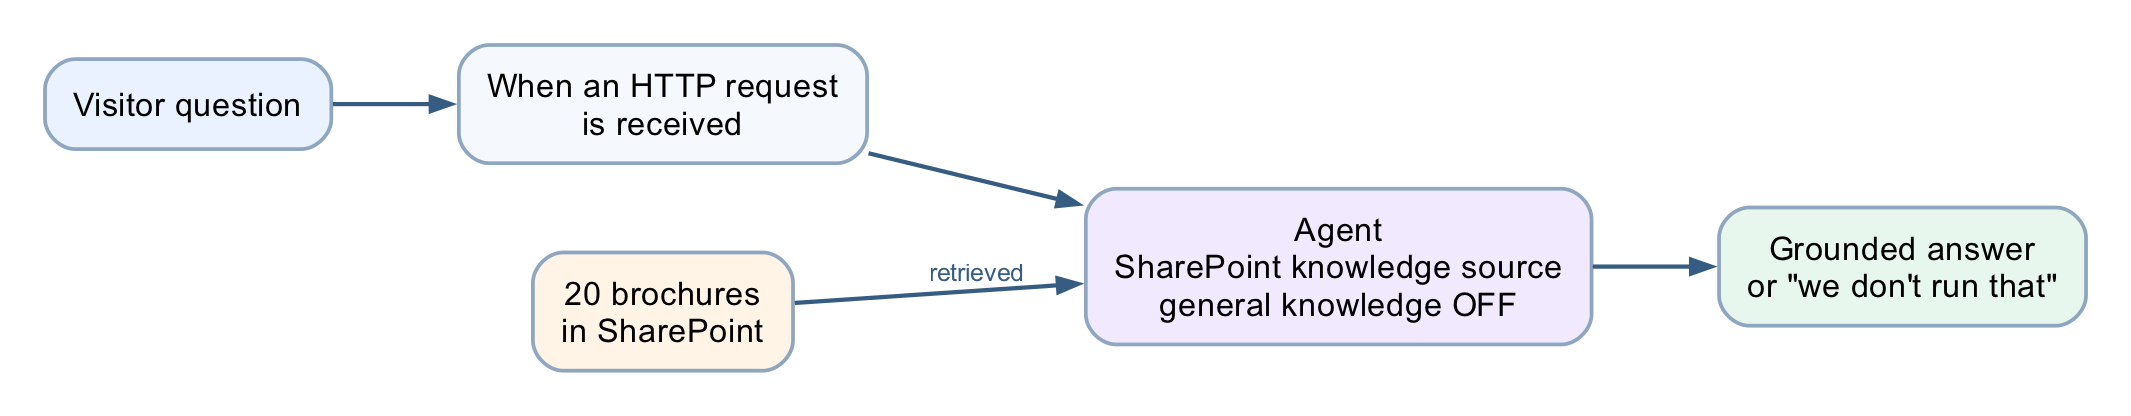 Visitor question
When an HTTP request
is received
20 brochures
in SharePoint
retrieved
Agent
SharePoint knowledge source
general knowledge OFF
Grounded answer
or "we don't run that"